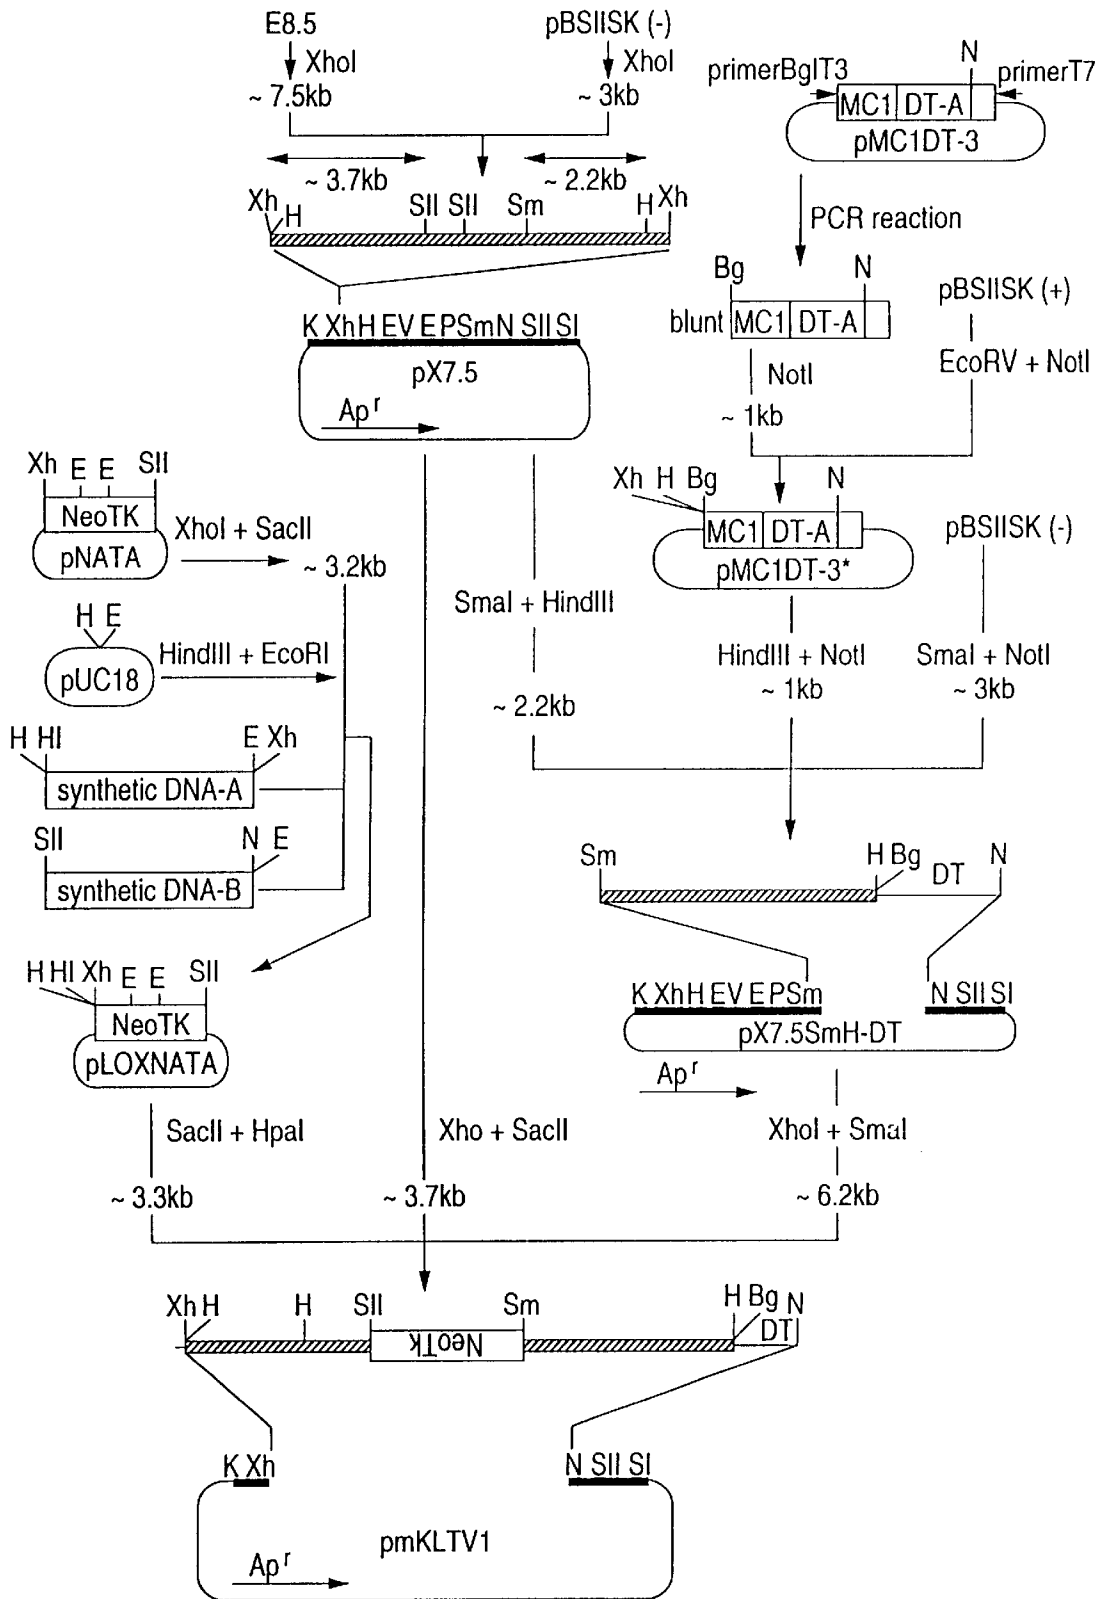 E8.5
pBSIISK (-)
XhoI
XhoI
~ 7.5kb
~ 3kb
primerBglT3
N
primerT7
MC1 DT-A
pMC1DT-3
~ 3.7kb
~ 2.2kb
Xh H SII SII Sm H Xh
PCR reaction
Bg N
pBSIISK (+)
blunt MC1 DT-A
K Xh H EV E P Sm N SII SI
pX7.5
Ap r
NotI
EcoRV + NotI
~ 1kb
Xh E E SII
NeoTK
pNATA
XhoI + SacII
~ 3.2kb
Xh H Bg N
MC1 DT-A
pMC1DT-3*
pBSIISK (-)
SmaI + HindIII
H E
pUC18
HindIII + EcoRI
HindIII + NotI
~ 1kb
SmaI + NotI
~ 3kb
~ 2.2kb
H HI E Xh
synthetic DNA-A
SII N E
synthetic DNA-B
Sm H Bg DT N
H HI Xh E E SII
NeoTK
pLOXNATA
K Xh H EV E P Sm N SII SI
pX7.5SmH-DT
Ap r
SacII + HpaI
Xho + SacII
XhoI + SmaI
~ 3.3kb
~ 3.7kb
~ 6.2kb
Xh H H SII Sm H Bg N
NeoTk
DT
K Xh
N SII SI
pmKLTV1
Ap r